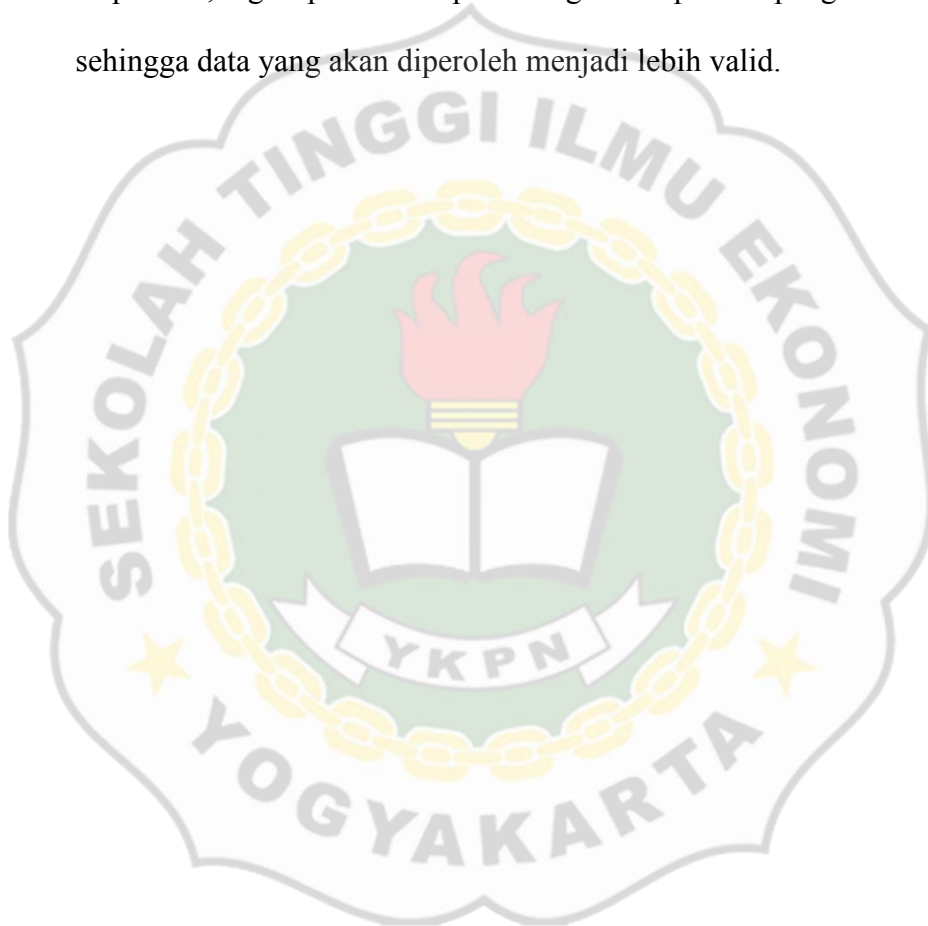 sehingga data yang akan diperoleh menjadi lebih valid.
SEKOLAH TINGGI ILMU EKONOMI
YKPN
YOGYAKARTA